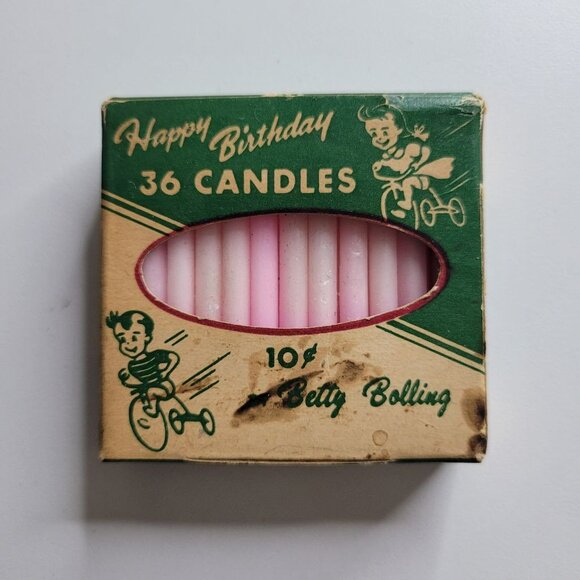 Happy Birthday
36 CANDLES
10¢
Betty Bolling